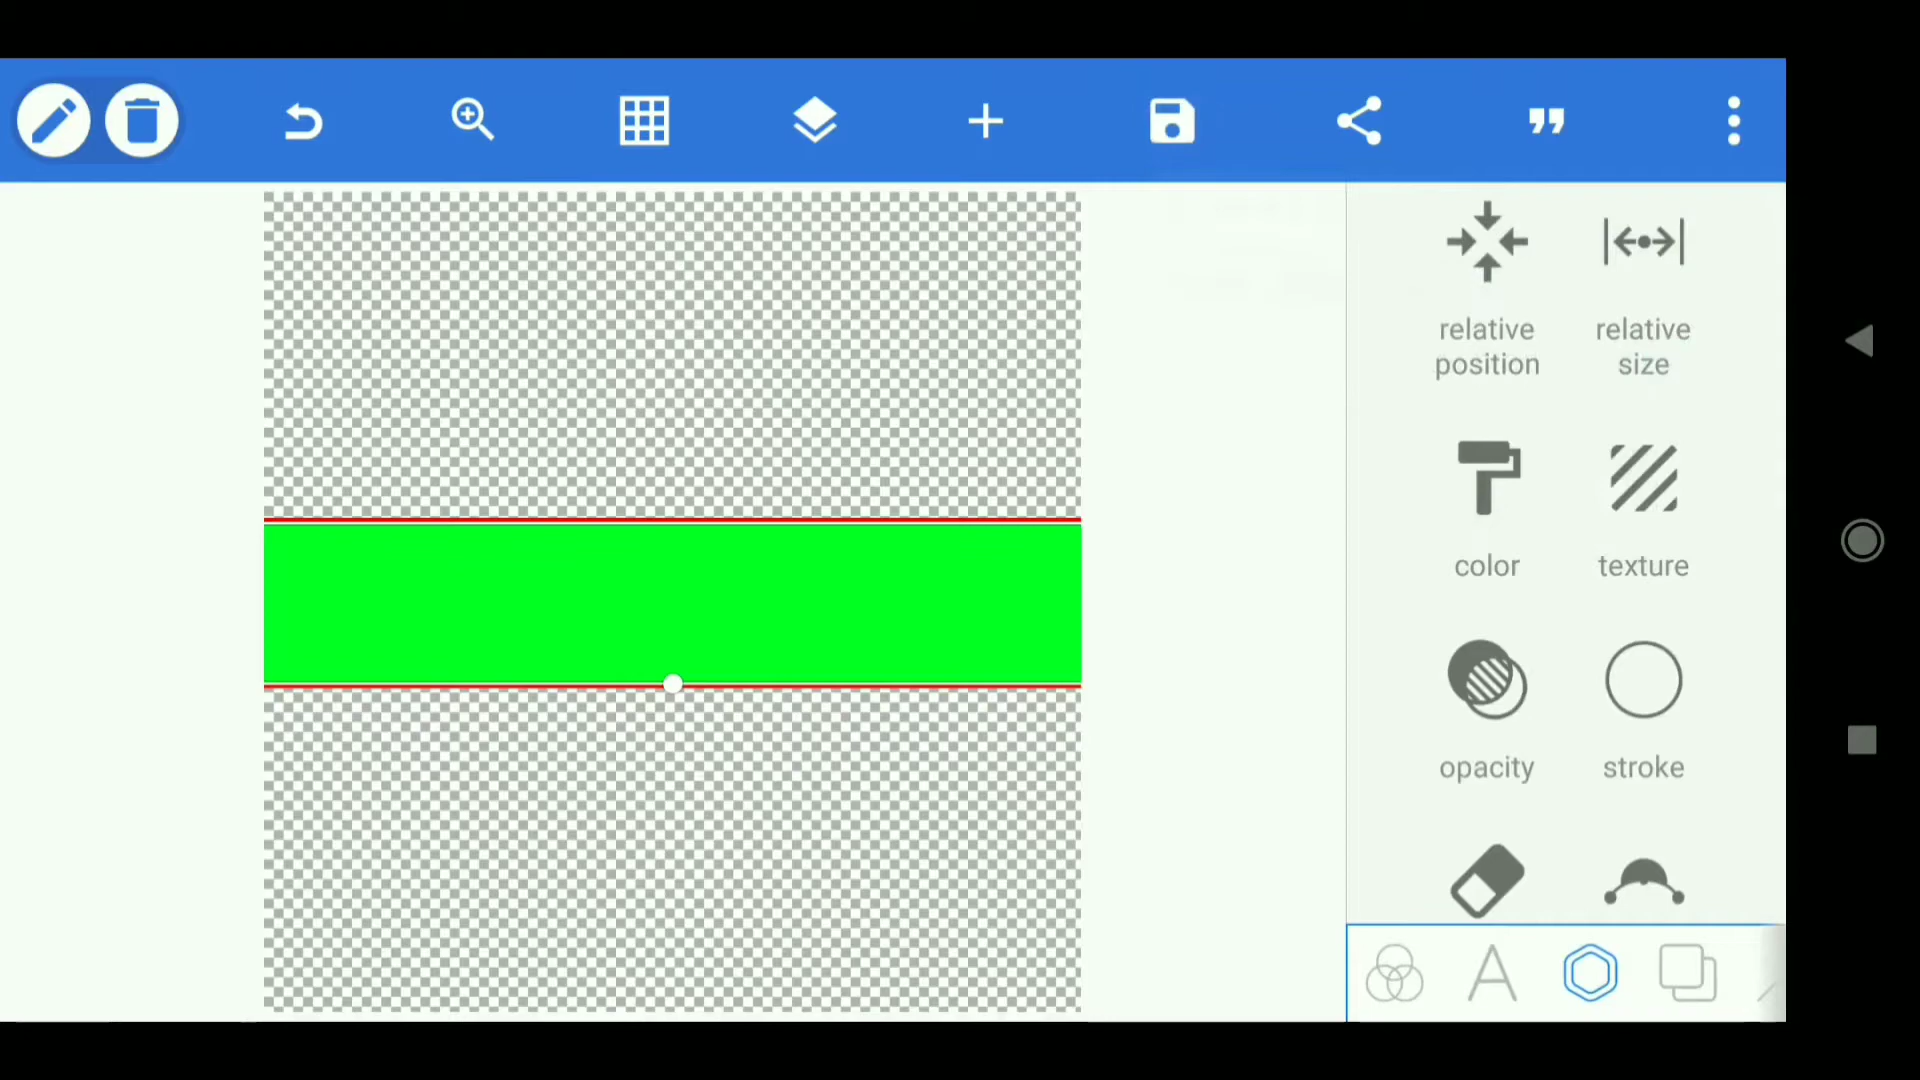 relative
position
relative
size
color
texture
opacity
stroke